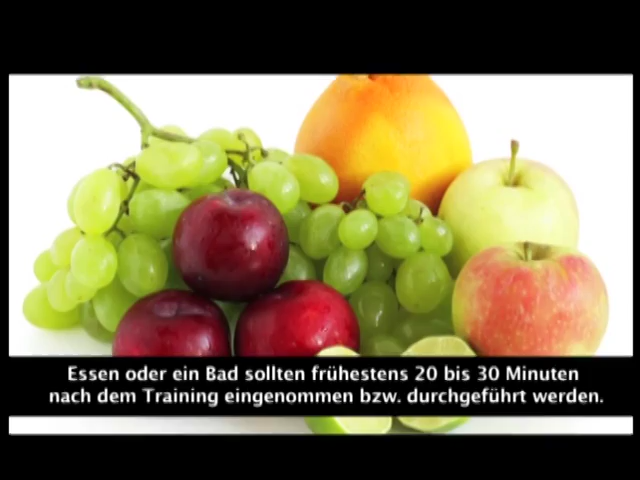 Essen oder ein Bad sollten frühestens 20 bis 30 Minuten
nach dem Training eingenommen bzw. durchgeführt werden.